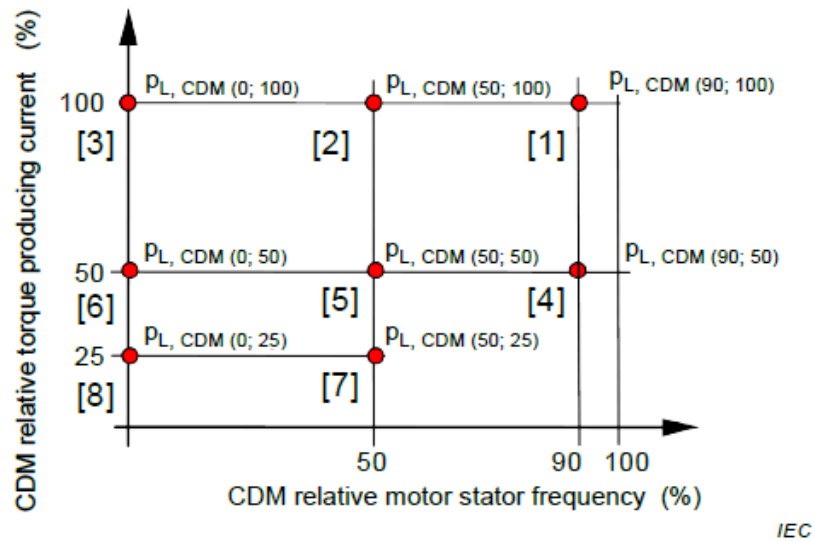 CDM relative torque producing current (%)
100
pL, CDM (0; 100)
pL, CDM (50; 100)
pL, CDM (90; 100)
[3]
[2]
[1]
50
pL, CDM (0; 50)
pL, CDM (50; 50)
pL, CDM (90; 50)
[6]
[5]
[4]
25
pL, CDM (0; 25)
pL, CDM (50; 25)
[8]
[7]
50
90
100
CDM relative motor stator frequency (%)
IEC